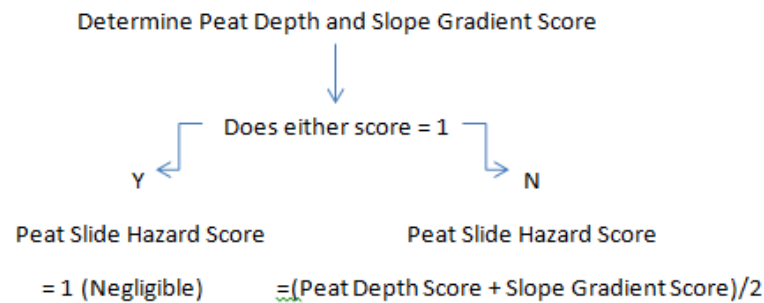 Determine Peat Depth and Slope Gradient Score
Does either score = 1
Y
N
Peat Slide Hazard Score
Peat Slide Hazard Score
= 1 (Negligible)
=(Peat Depth Score + Slope Gradient Score)/2